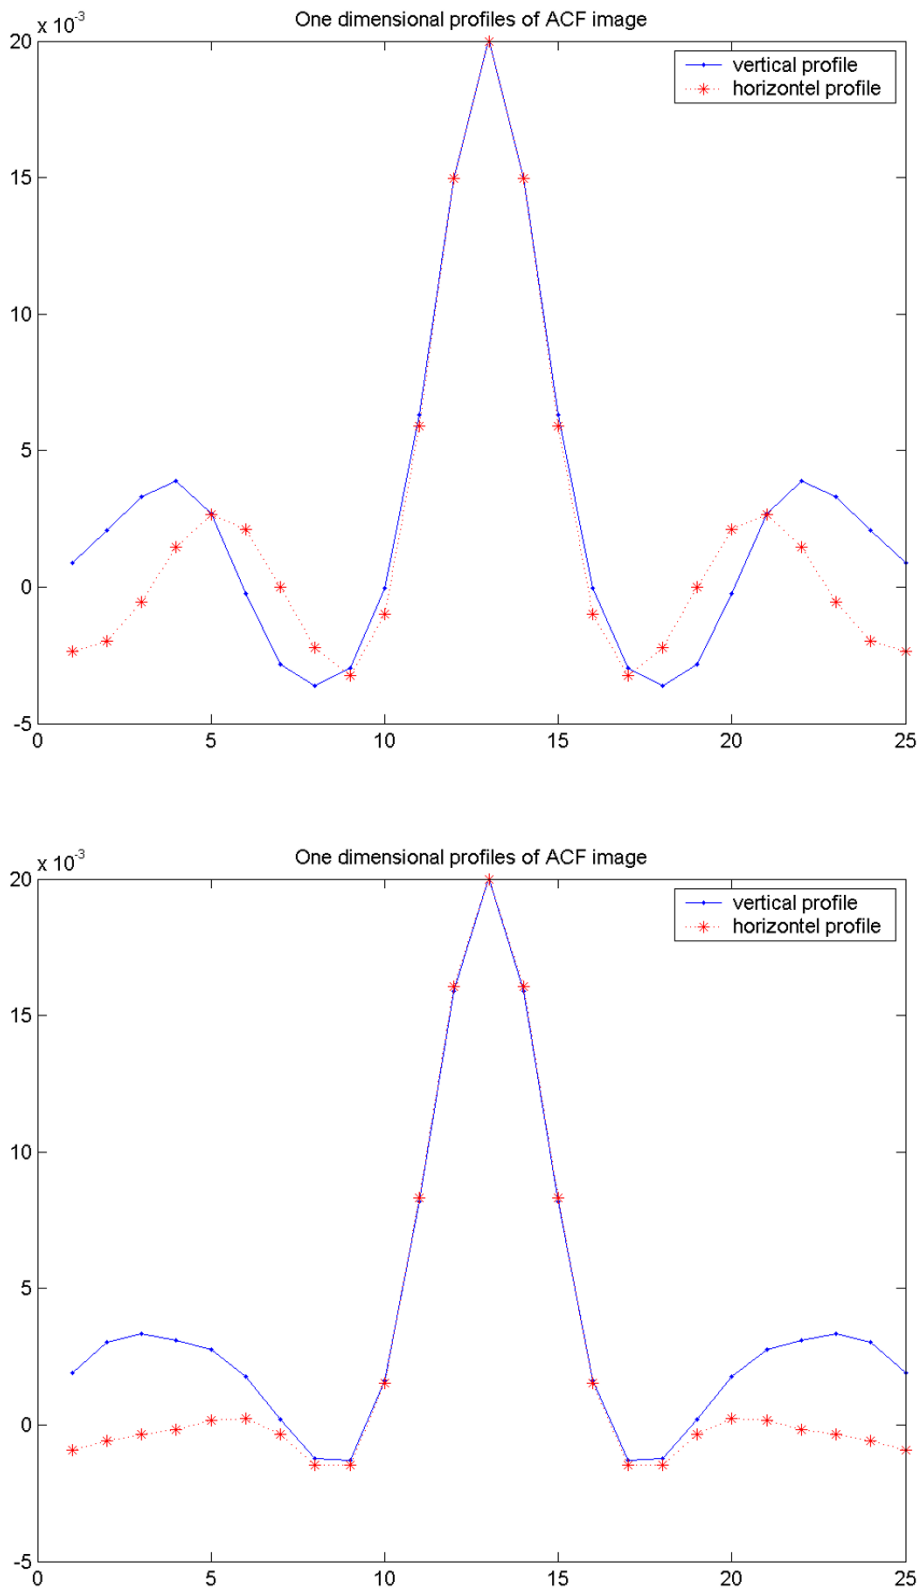 x 10-3
One dimensional profiles of ACF image
20
vertical profile
horizontel profile
15
10
5
0
-5
0 5 10 15 20 25
x 10-3
One dimensional profiles of ACF image
20
vertical profile
horizontel profile
15
10
5
0
-5
0 5 10 15 20 25